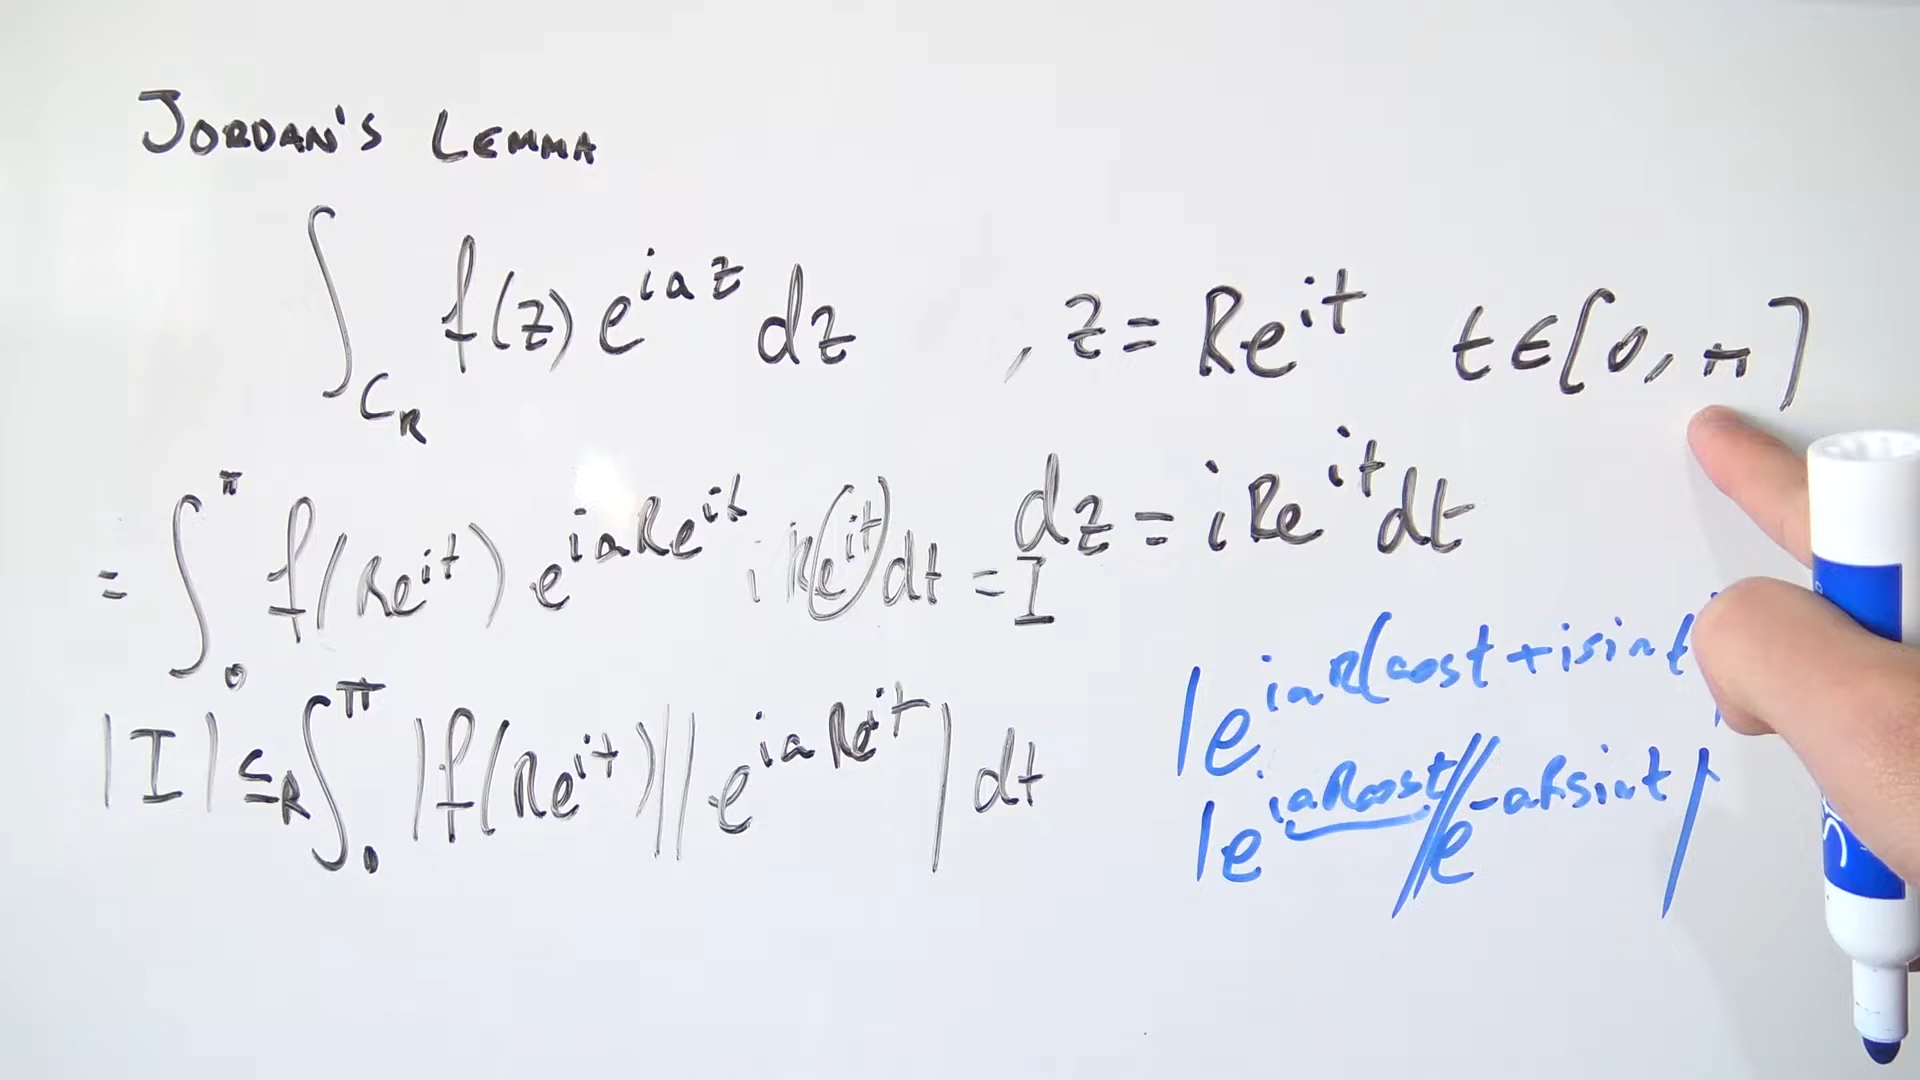 JORDAN'S LEMMA
∫_{C_R} f(z) e^{iaz} dz , z = Re^{it} t ∈ [0, π]
dz = iRe^{it} dt
= ∫_0^π f(Re^{it}) e^{iaRe^{it}} i Re^{it} dt = I
|I| ≤ R ∫_0^π |f(Re^{it})| |e^{iaRe^{it}}| dt
|e^{iaR(cost + isint
|e^{iaRcost}||e^{-aRsint}|